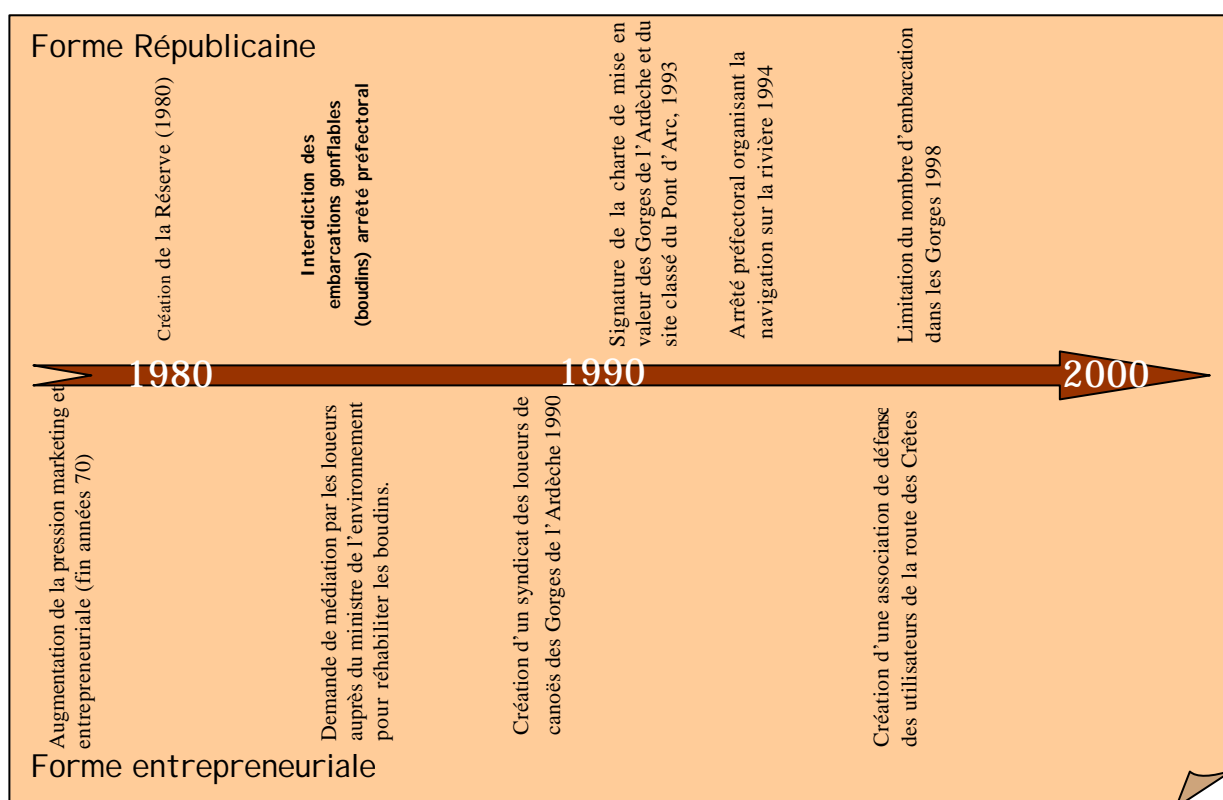 Forme Républicaine
Création de la Réserve (1980)
Interdiction des
embarcations gonflables
(boudins) arrêté préfectoral
Signature de la charte de mise en
valeur des Gorges de l'Ardèche et du
site classé du Pont d'Arc, 1993
Arrêté préfectoral organisant la
navigation sur la rivière 1994
Limitation du nombre d'embarcation
dans les Gorges 1998
1980
1990
2000
Augmentation de la pression marketing et
entrepreneuriale (fin années 70)
Demande de médiation par les loueurs
auprès du ministre de l'environnement
pour réhabiliter les boudins.
Création d'un syndicat des loueurs de
canoës des Gorges de l'Ardèche 1990
Création d'une association de défense
des utilisateurs de la route des Crêtes
Forme entrepreneuriale